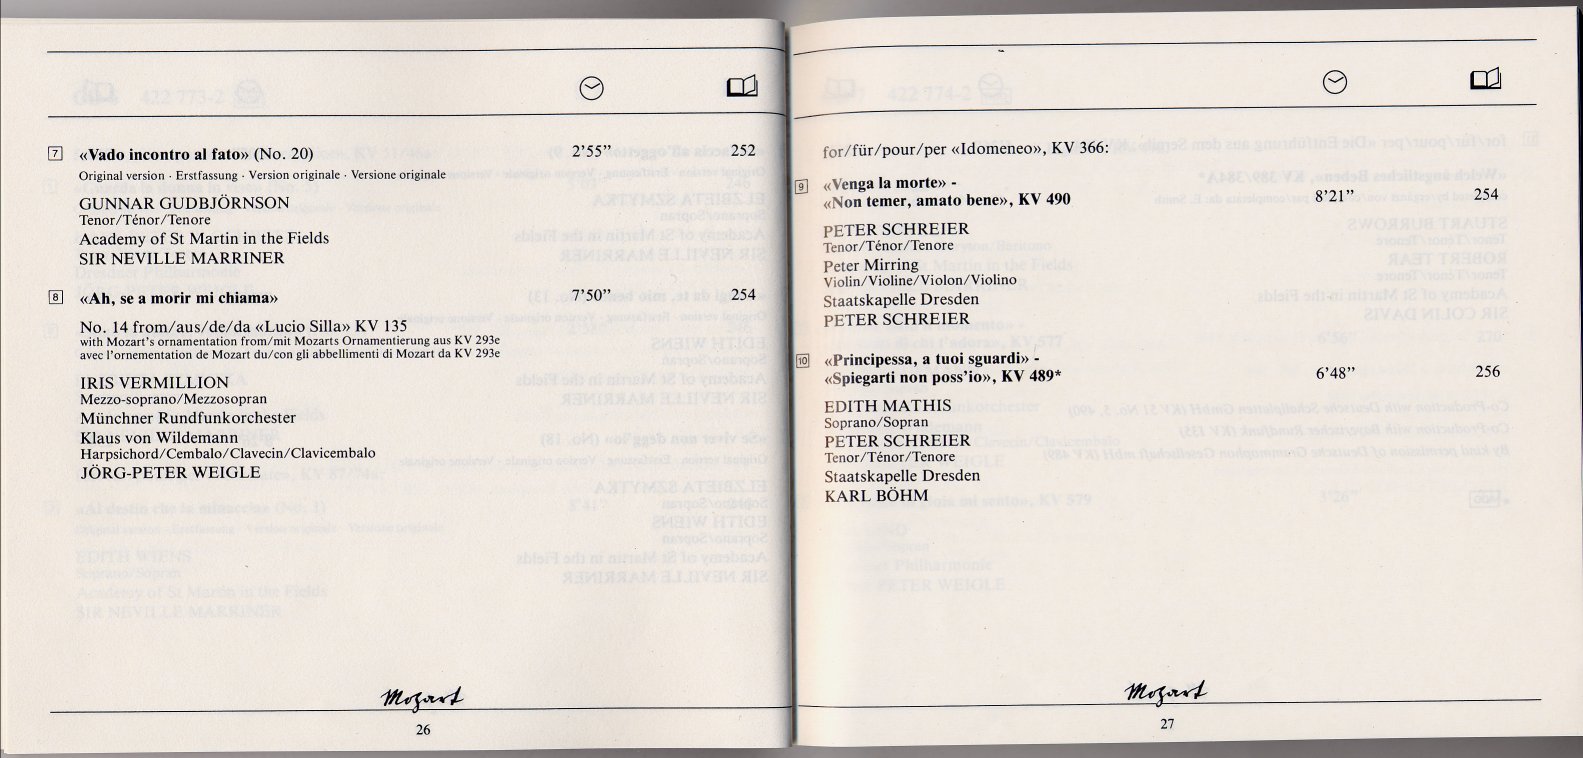 7 «Vado incontro al fato» (No. 20) 2’55” 252
Original version · Erstfassung · Version originale · Versione originale
GUNNAR GUDBJÖRNSON
Tenor/Ténor/Tenore
Academy of St Martin in the Fields
SIR NEVILLE MARRINER
8 «Ah, se a morir mi chiama» 7’50” 254
No. 14 from/aus/de/da «Lucio Silla» KV 135
with Mozart's ornamentation from/mit Mozarts Ornamentierung aus KV 293e
avec l'ornementation de Mozart du/con gli abbellimenti di Mozart da KV 293e
IRIS VERMILLION
Mezzo-soprano/Mezzosopran
Münchner Rundfunkorchester
Klaus von Wildemann
Harpsichord/Cembalo/Clavecin/Clavicembalo
JÖRG-PETER WEIGLE
Mozart
26
for/für/pour/per «Idomeneo», KV 366:
9 «Venga la morte» -
«Non temer, amato bene», KV 490 8’21” 254
PETER SCHREIER
Tenor/Ténor/Tenore
Peter Mirring
Violin/Violine/Violon/Violino
Staatskapelle Dresden
PETER SCHREIER
10 «Principessa, a tuoi sguardi» -
«Spiegarti non poss'io», KV 489* 6’48” 256
EDITH MATHIS
Soprano/Sopran
PETER SCHREIER
Tenor/Ténor/Tenore
Staatskapelle Dresden
KARL BÖHM
Mozart
27